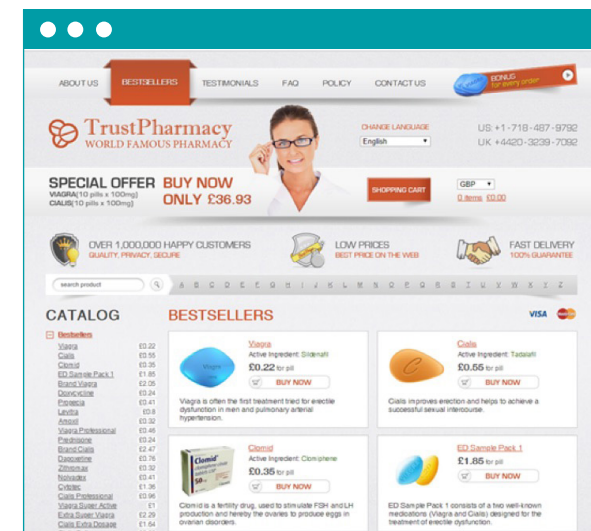 ABOUT US BESTSELLERS TESTIMONIALS FAQ POLICY CONTACT US
BONUS
for every order
TrustPharmacy
WORLD FAMOUS PHARMACY
CHANGE LANGUAGE
English
US: +1-718-487-9792
UK +4420-3239-7092
SPECIAL OFFER
VIAGRA[10 pills x 100mg]
CIALIS[10 pills x 100mg]
BUY NOW
ONLY £36.93
SHOPPING CART
GBP
0 items £0.00
OVER 1,000,000 HAPPY CUSTOMERS
QUALITY, PRIVACY, SECURE
LOW PRICES
BEST PRICE ON THE WEB
FAST DELIVERY
100% GUARANTEE
search product
A B C D E F G H I J K L M N O P Q R S T U V W X Y Z
CATALOG
Bestsellers
Viagra £0.22
Cialis £0.55
Clomid £0.35
ED Sample Pack 1 £1.85
Brand Viagra £2.05
Doxycycline £0.24
Propecia £0.41
Levitra £0.8
Amoxil £0.32
Viagra Professional £0.46
Prednisone £0.24
Brand Cialis £2.47
Dapoxetine £0.76
Zithromax £0.32
Nolvadex £0.41
Cytotec £1.36
Cialis Professional £0.96
Viagra Super Active £1
Extra Super Viagra £2.29
Cialis Extra Dosage £1.64
BESTSELLERS
VISA
MasterCard
Viagra
Viagra
Active Ingredent: Sildenafil
£0.22 for pill
BUY NOW
Viagra is often the first treatment tried for erectile
dysfunction in men and pulmonary arterial
hypertension.
C
Cialis
Active Ingredent: Tadalafil
£0.55 for pill
BUY NOW
Cialis improves erection and helps to achieve a
successful sexual intercourse.
Clomid
50
Clomid
Active Ingredent: Clomiphene
£0.35 for pill
BUY NOW
Clomid is a fertility drug, used to stimulate FSH and LH
production and hereby the ovaries to produce eggs in
ovarian disorders.
ED Sample Pack 1
£1.85 for pill
BUY NOW
ED Sample Pack 1 consists of a two well-known
medications (Viagra and Cialis) designed for the
treatment of erectile dysfunction.